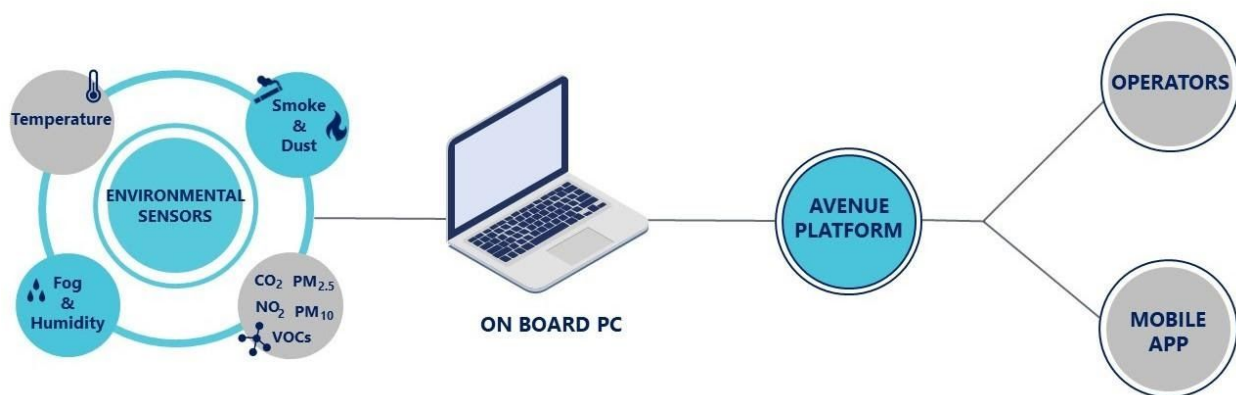 Temperature
Smoke
&
Dust
ENVIRONMENTAL
SENSORS
Fog
&
Humidity
CO₂ PM₂.₅
NO₂ PM₁₀
VOCs
ON BOARD PC
AVENUE
PLATFORM
OPERATORS
MOBILE
APP